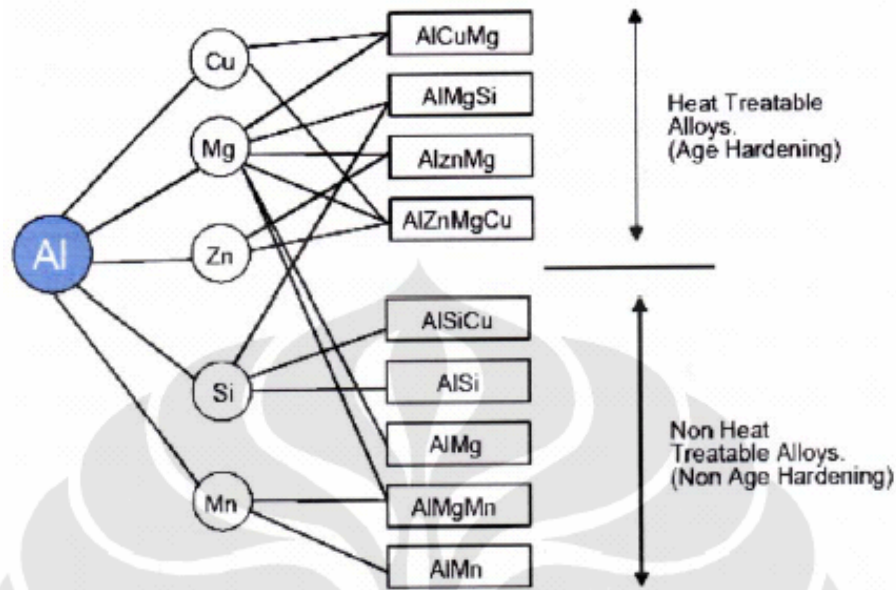 Al
Cu
Mg
Zn
Si
Mn
AlCuMg
AlMgSi
AlznMg
AlZnMgCu
AlSiCu
AlSi
AlMg
AlMgMn
AlMn
Heat Treatable
Alloys.
(Age Hardening)
Non Heat
Treatable Alloys.
(Non Age Hardening)